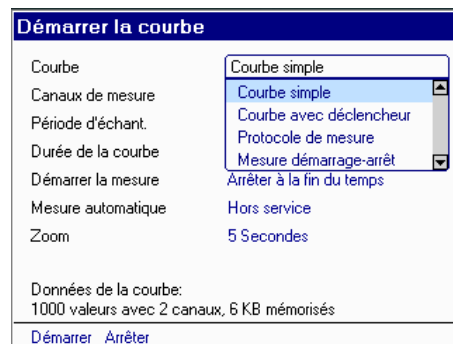 Démarrer la courbe
Courbe Courbe simple
Canaux de mesure Courbe simple
Période d'échant. Courbe avec déclencheur
Protocole de mesure
Durée de la courbe Mesure démarrage-arrêt
Démarrer la mesure Arrêter à la fin du temps
Mesure automatique Hors service
Zoom 5 Secondes
Données de la courbe:
1000 valeurs avec 2 canaux, 6 KB mémorisés
Démarrer Arrêter